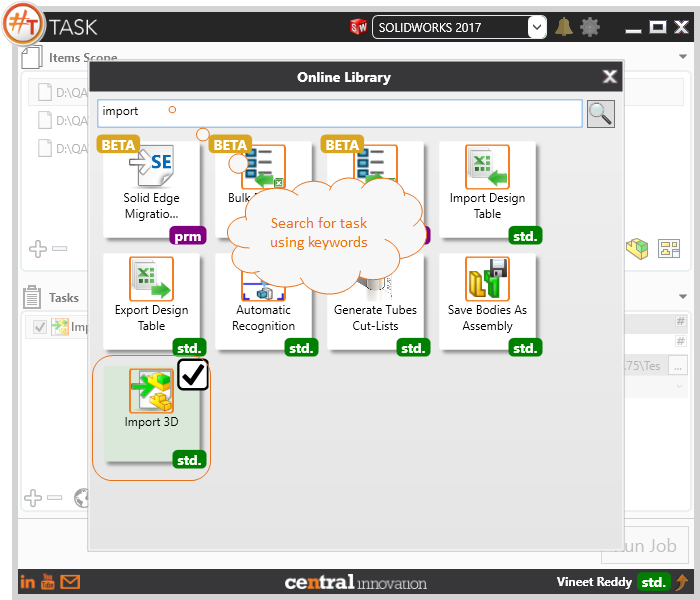 #T TASK
SOLIDWORKS 2017
Items Scope
Online Library
X
import
D:\QA
D:\QA
D:\QA
BETA
BETA
BETA
SE
Solid Edge
Migratio...
prm
Bulk
Import Design
Table
std.
Search for task
using keywords
Tasks
Export Design
Table
std.
Automatic
Recognition
std.
Generate Tubes
Cut-Lists
std.
Save Bodies As
Assembly
std.
#
#
Imp
.75\Tes
...
Import 3D
std.
Run Job
in
You Tube
central innovation
Vineet Reddy
std.